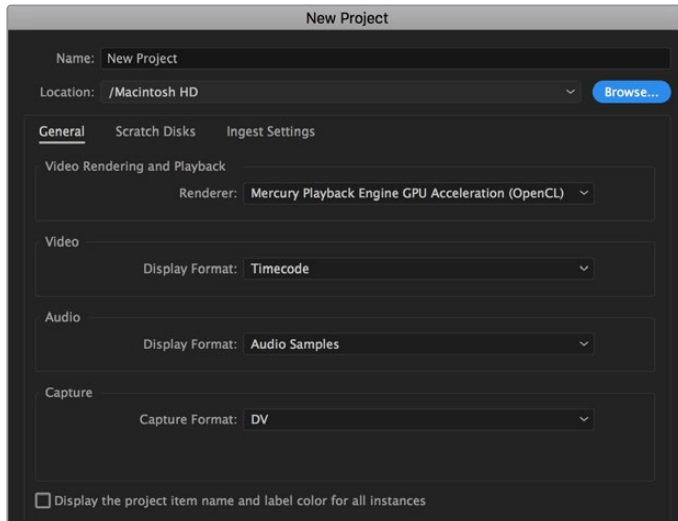 New Project
Name: New Project
Location: /Macintosh HD Browse...
General Scratch Disks Ingest Settings
Video Rendering and Playback
Renderer: Mercury Playback Engine GPU Acceleration (OpenCL)
Video
Display Format: Timecode
Audio
Display Format: Audio Samples
Capture
Capture Format: DV
Display the project item name and label color for all instances